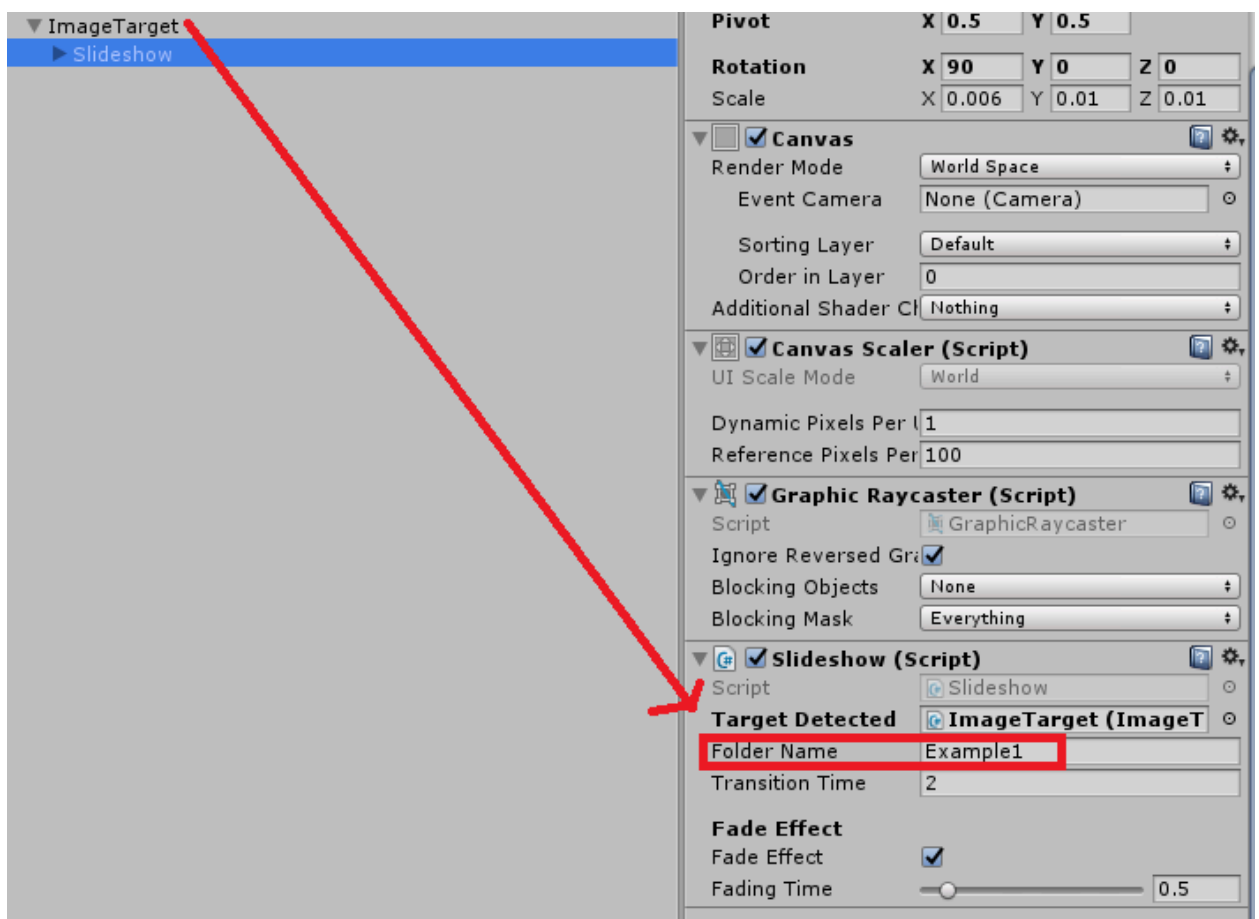 ImageTarget
Slideshow
Pivot X 0.5 Y 0.5
Rotation X 90 Y 0 Z 0
Scale X 0.006 Y 0.01 Z 0.01
Canvas
Render Mode World Space
Event Camera None (Camera)
Sorting Layer Default
Order in Layer 0
Additional Shader Cl Nothing
Canvas Scaler (Script)
UI Scale Mode World
Dynamic Pixels Per U 1
Reference Pixels Per 100
Graphic Raycaster (Script)
Script GraphicRaycaster
Ignore Reversed Gra
Blocking Objects None
Blocking Mask Everything
Slideshow (Script)
Script Slideshow
Target Detected ImageTarget (ImageT
Folder Name Example1
Transition Time 2
Fade Effect
Fade Effect
Fading Time 0.5